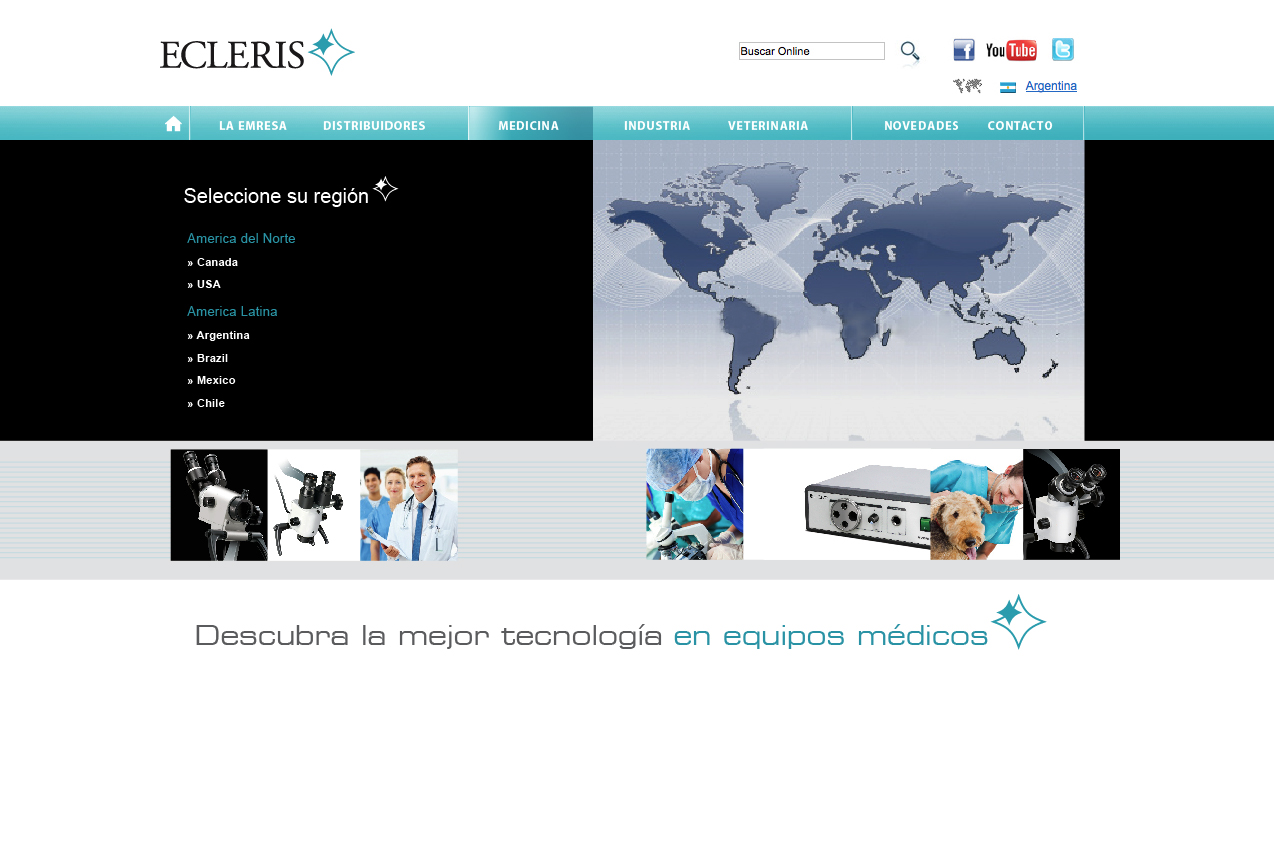 ECLERIS
Buscar Online
You Tube
Argentina
LA EMRESA DISTRIBUIDORES MEDICINA INDUSTRIA VETERINARIA NOVEDADES CONTACTO
Seleccione su región
America del Norte
» Canada
» USA
America Latina
» Argentina
» Brazil
» Mexico
» Chile
Descubra la mejor tecnología en equipos médicos